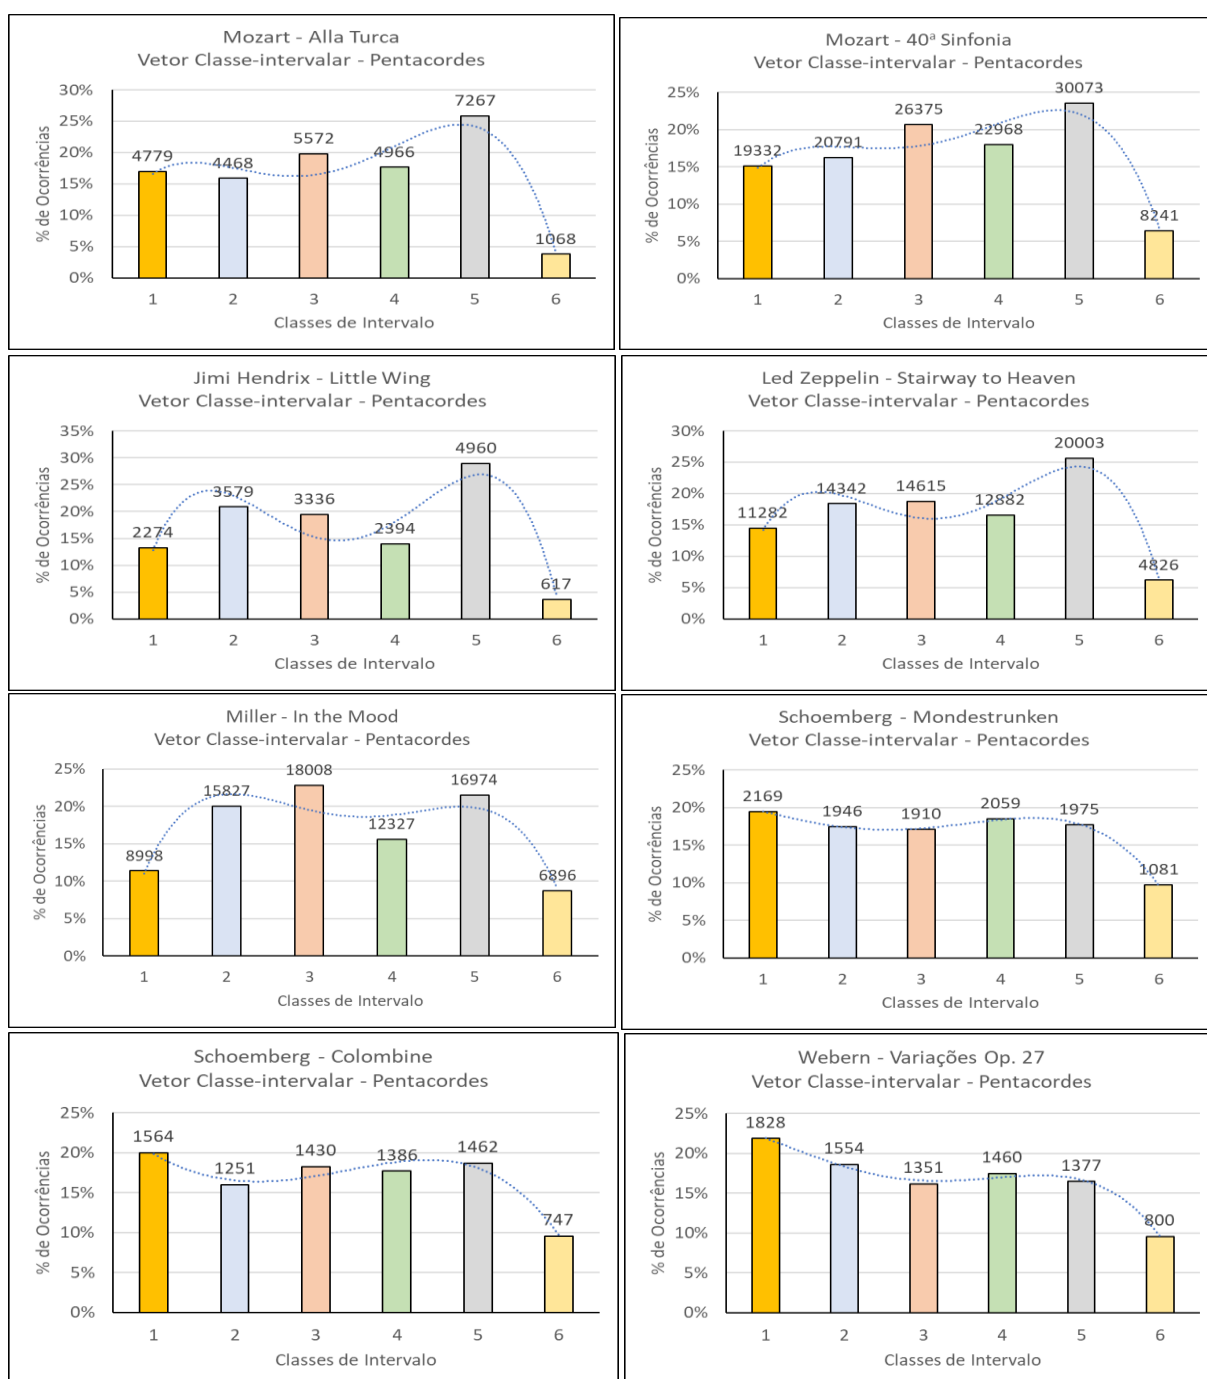 Mozart - Alla Turca
Vetor Classe-intervalar - Pentacordes
% de Ocorrências
30%
25%
20%
15%
10%
5%
0%
4779
4468
5572
4966
7267
1068
1 2 3 4 5 6
Classes de Intervalo
Mozart - 40ª Sinfonia
Vetor Classe-intervalar - Pentacordes
% de Ocorrências
25%
20%
15%
10%
5%
0%
19332
20791
26375
22968
30073
8241
1 2 3 4 5 6
Classes de Intervalo
Jimi Hendrix - Little Wing
Vetor Classe-intervalar - Pentacordes
% de Ocorrências
35%
30%
25%
20%
15%
10%
5%
0%
2274
3579
3336
2394
4960
617
1 2 3 4 5 6
Classes de Intervalo
Led Zeppelin - Stairway to Heaven
Vetor Classe-intervalar - Pentacordes
% de Ocorrências
30%
25%
20%
15%
10%
5%
0%
11282
14342
14615
12882
20003
4826
1 2 3 4 5 6
Classes de Intervalo
Miller - In the Mood
Vetor Classe-intervalar - Pentacordes
% de Ocorrências
25%
20%
15%
10%
5%
0%
8998
15827
18008
12327
16974
6896
1 2 3 4 5 6
Classes de Intervalo
Schoemberg - Mondestrunken
Vetor Classe-intervalar - Pentacordes
% de Ocorrências
25%
20%
15%
10%
5%
0%
2169
1946
1910
2059
1975
1081
1 2 3 4 5 6
Classes de Intervalo
Schoemberg - Colombine
Vetor Classe-intervalar - Pentacordes
% de Ocorrências
25%
20%
15%
10%
5%
0%
1564
1251
1430
1386
1462
747
1 2 3 4 5 6
Classes de Intervalo
Webern - Variações Op. 27
Vetor Classe-intervalar - Pentacordes
% de Ocorrências
25%
20%
15%
10%
5%
0%
1828
1554
1351
1460
1377
800
1 2 3 4 5 6
Classes de Intervalo